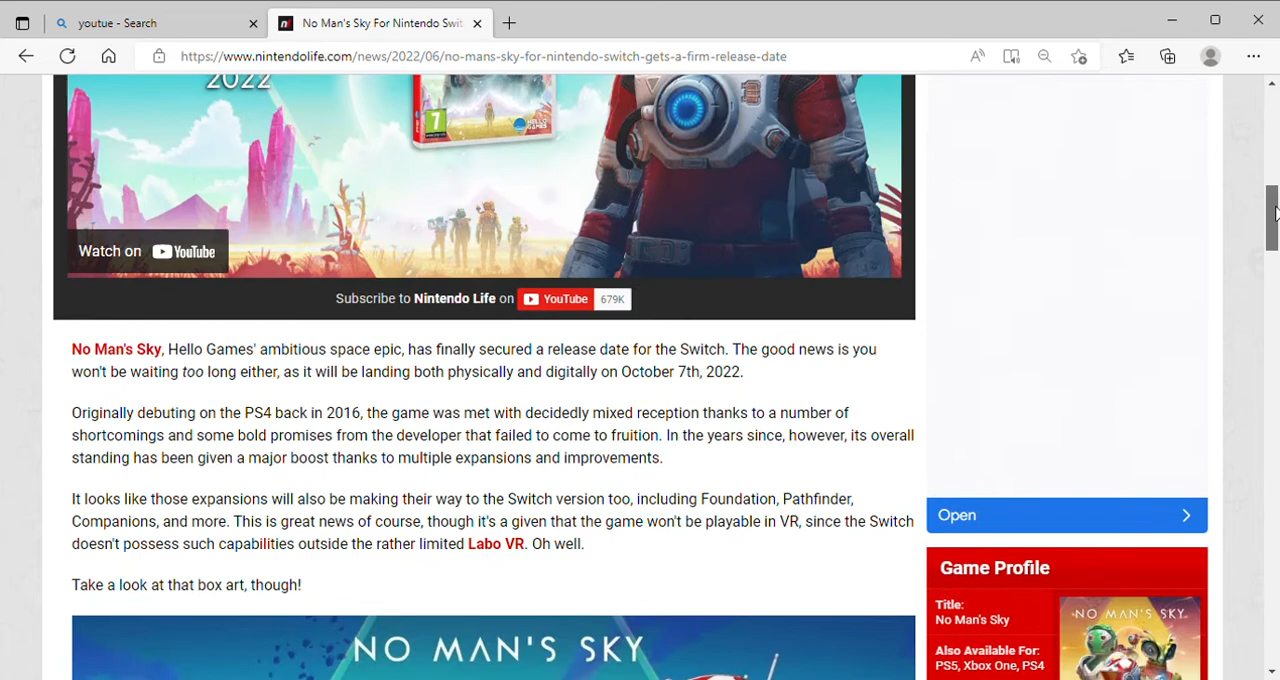 youtue - Search
No Man's Sky For Nintendo Swit
https://www.nintendolife.com/news/2022/06/no-mans-sky-for-nintendo-switch-gets-a-firm-release-date
2022
7
HELLO GAMES
Watch on YouTube
Subscribe to Nintendo Life on YouTube 679K
No Man's Sky, Hello Games' ambitious space epic, has finally secured a release date for the Switch. The good news is you
won't be waiting too long either, as it will be landing both physically and digitally on October 7th, 2022.
Originally debuting on the PS4 back in 2016, the game was met with decidedly mixed reception thanks to a number of
shortcomings and some bold promises from the developer that failed to come to fruition. In the years since, however, its overall
standing has been given a major boost thanks to multiple expansions and improvements.
It looks like those expansions will also be making their way to the Switch version too, including Foundation, Pathfinder,
Companions, and more. This is great news of course, though it's a given that the game won't be playable in VR, since the Switch
doesn't possess such capabilities outside the rather limited Labo VR. Oh well.
Take a look at that box art, though!
NO MAN'S SKY
Open
Game Profile
Title:
No Man's Sky
Also Available For:
PS5, Xbox One, PS4
NO MAN'S SKY